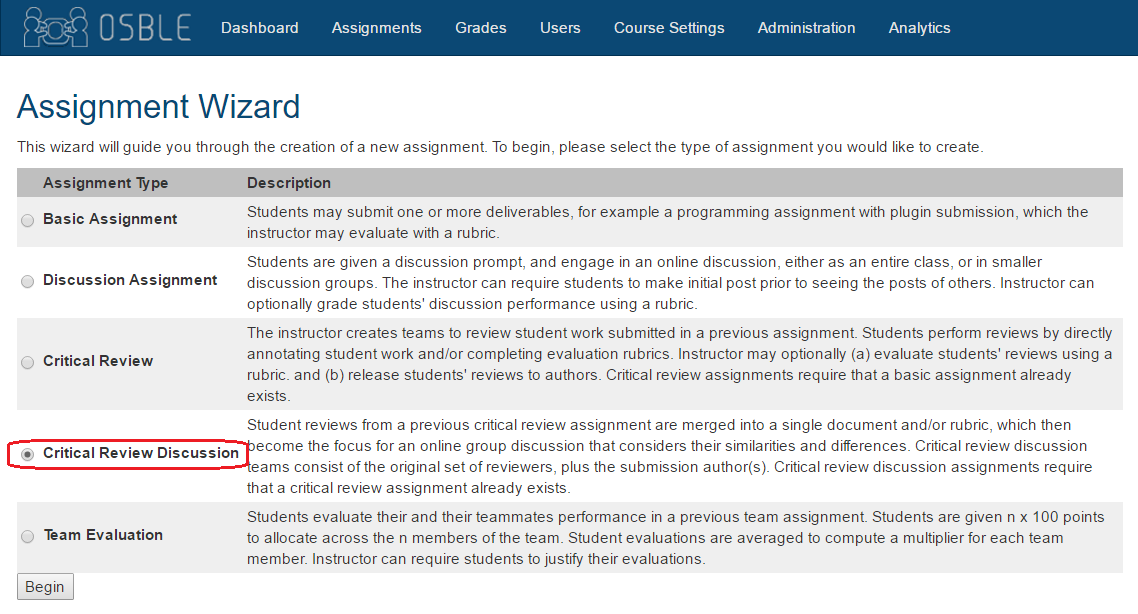 OSBLE Dashboard Assignments Grades Users Course Settings Administration Analytics
Assignment Wizard
This wizard will guide you through the creation of a new assignment. To begin, please select the type of assignment you would like to create.
Assignment Type Description
Basic Assignment
Students may submit one or more deliverables, for example a programming assignment with plugin submission, which the
instructor may evaluate with a rubric.
Discussion Assignment
Students are given a discussion prompt, and engage in an online discussion, either as an entire class, or in smaller
discussion groups. The instructor can require students to make initial post prior to seeing the posts of others. Instructor can
optionally grade students' discussion performance using a rubric.
Critical Review
The instructor creates teams to review student work submitted in a previous assignment. Students perform reviews by directly
annotating student work and/or completing evaluation rubrics. Instructor may optionally (a) evaluate students' reviews using a
rubric. and (b) release students' reviews to authors. Critical review assignments require that a basic assignment already
exists.
Critical Review Discussion
Student reviews from a previous critical review assignment are merged into a single document and/or rubric, which then
become the focus for an online group discussion that considers their similarities and differences. Critical review discussion
teams consist of the original set of reviewers, plus the submission author(s). Critical review discussion assignments require
that a critical review assignment already exists.
Team Evaluation
Students evaluate their and their teammates performance in a previous team assignment. Students are given n x 100 points
to allocate across the n members of the team. Student evaluations are averaged to compute a multiplier for each team
member. Instructor can require students to justify their evaluations.
Begin